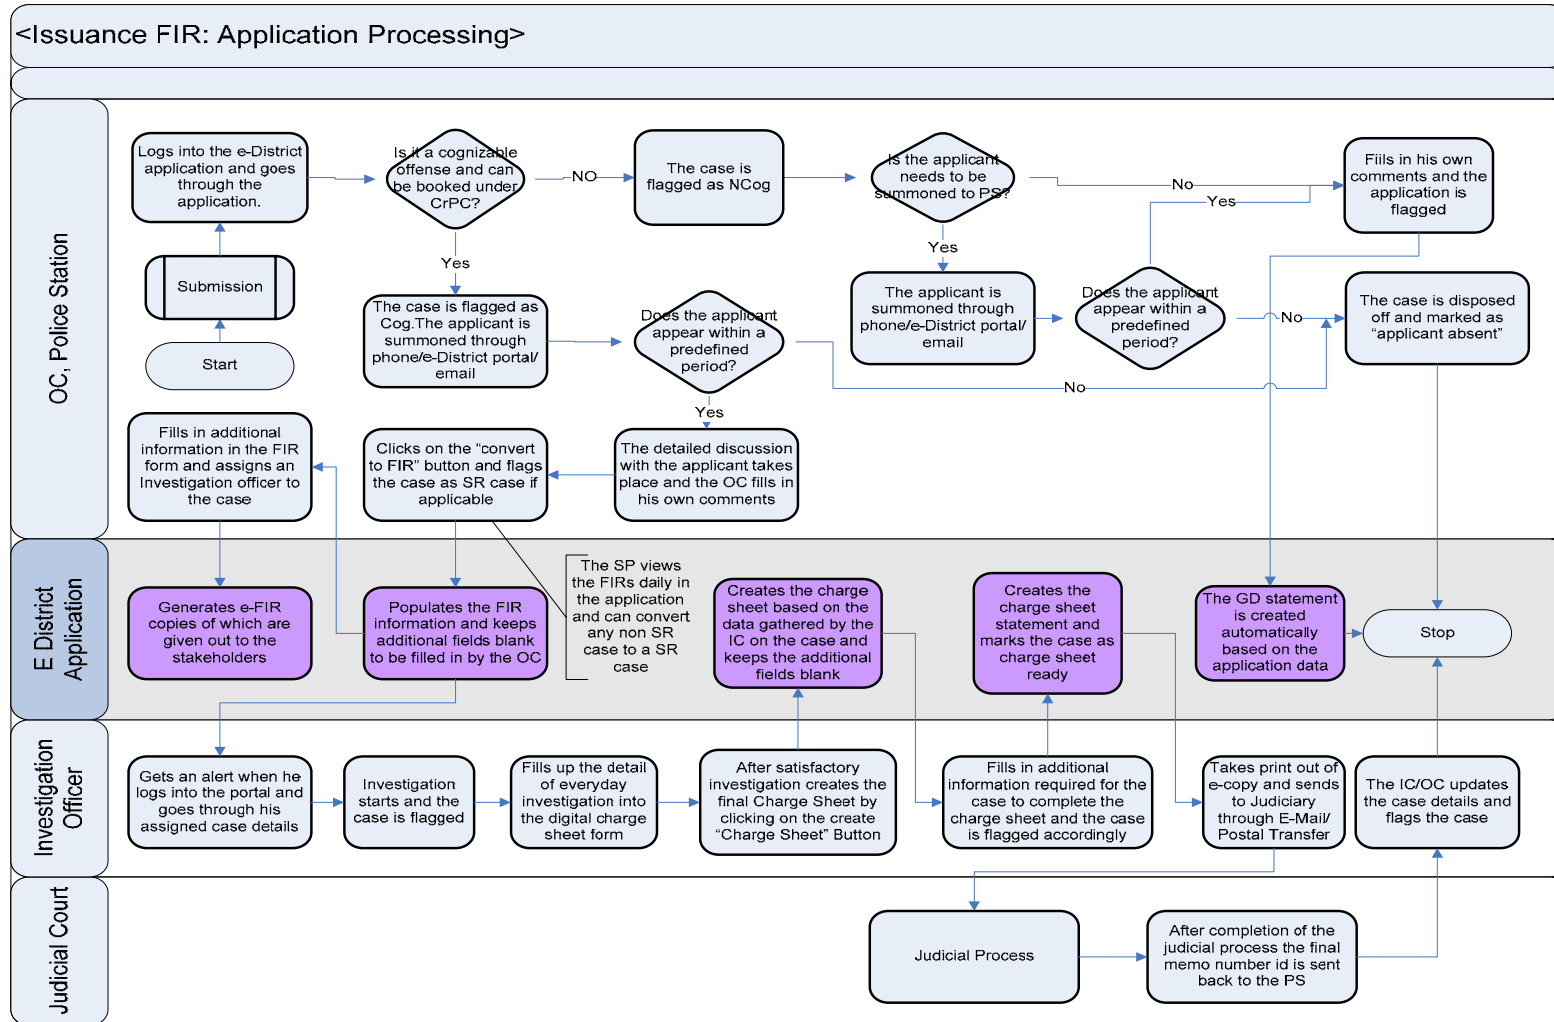 <Issuance FIR: Application Processing>
OC, Police Station
Logs into the e-District
application and goes
through the
application.
Submission
Start
Is it a cognizable
offense and can
be booked under
CrPC?
NO
Yes
The case is
flagged as NCog
Is the applicant
needs to be
summoned to PS?
No
Yes
Yes
Fiils in his own
comments and the
application is
flagged
The case is flagged as
Cog.The applicant is
summoned through
phone/e-District portal/
email
Does the applicant
appear within a
predefined
period?
Yes
No
The applicant is
summoned through
phone/e-District portal/
email
Does the applicant
appear within a
predefined
period?
No
The case is disposed
off and marked as
“applicant absent”
Fills in additional
information in the FIR
form and assigns an
Investigation officer to
the case
Clicks on the “convert
to FIR” button and flags
the case as SR case if
applicable
The detailed discussion
with the applicant takes
place and the OC fills in
his own comments
E District
Application
Generates e-FIR
copies of which are
given out to the
stakeholders
Populates the FIR
information and keeps
additional fields blank
to be filled in by the OC
The SP views
the FIRs daily in
the application
and can convert
any non SR
case to a SR
case
Creates the charge
sheet based on the
data gathered by the
IC on the case and
keeps the additional
fields blank
Creates the
charge sheet
statement and
marks the case as
charge sheet
ready
The GD statement
is created
automatically
based on the
application data
Stop
Investigation
Officer
Gets an alert when he
logs into the portal and
goes through his
assigned case details
Investigation
starts and the
case is flagged
Fills up the detail
of everyday
investigation into
the digital charge
sheet form
After satisfactory
investigation creates the
final Charge Sheet by
clicking on the create
“Charge Sheet” Button
Fills in additional
information required for the
case to complete the
charge sheet and the case
is flagged accordingly
Takes print out of
e-copy and sends
to Judiciary
through E-Mail/
Postal Transfer
The IC/OC updates
the case details and
flags the case
Judicial Court
Judicial Process
After completion of the
judicial process the final
memo number id is sent
back to the PS